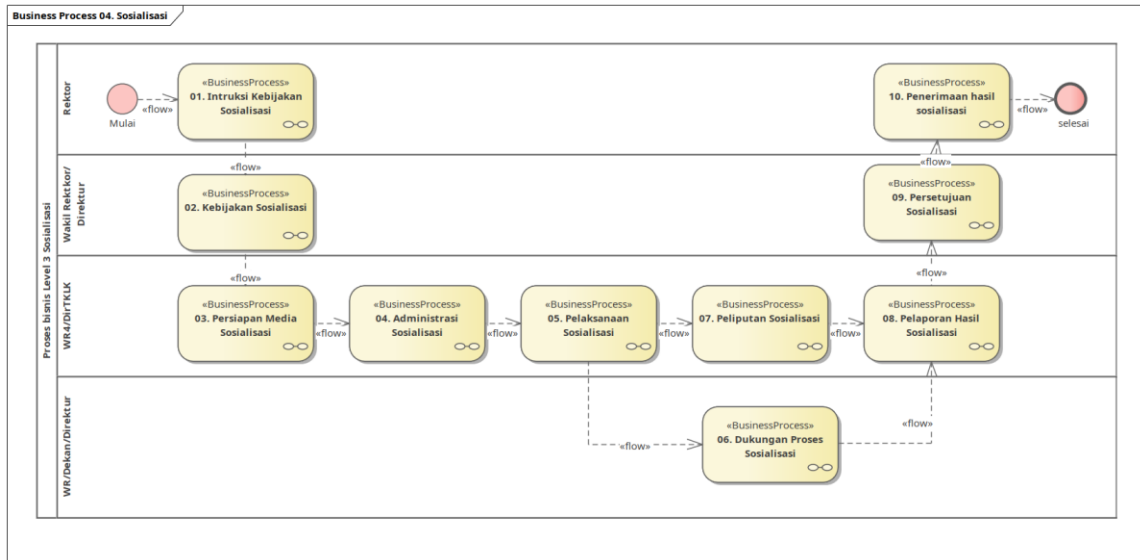 Business Process 04. Sosialisasi
Proses bisnis Level 3 Sosialisasi
Rektor
Mulai
«flow»
«BusinessProcess»
01. Intruksi Kebijakan
Sosialisasi
«BusinessProcess»
10. Penerimaan hasil
sosialisasi
«flow»
selesai
«flow»
«flow»
Wakil Rektkor/
Direktur
«BusinessProcess»
02. Kebijakan Sosialisasi
«BusinessProcess»
09. Persetujuan
Sosialisasi
«flow»
«flow»
WR4/DirTKLK
«BusinessProcess»
03. Persiapan Media
Sosialisasi
«flow»
«BusinessProcess»
04. Administrasi
Sosialisasi
«flow»
«BusinessProcess»
05. Pelaksanaan
Sosialisasi
«flow»
«BusinessProcess»
07. Peliputan Sosialisasi
«flow»
«BusinessProcess»
08. Pelaporan Hasil
Sosialisasi
WR/Dekan/Direktur
«flow»
«BusinessProcess»
06. Dukungan Proses
Sosialisasi
«flow»